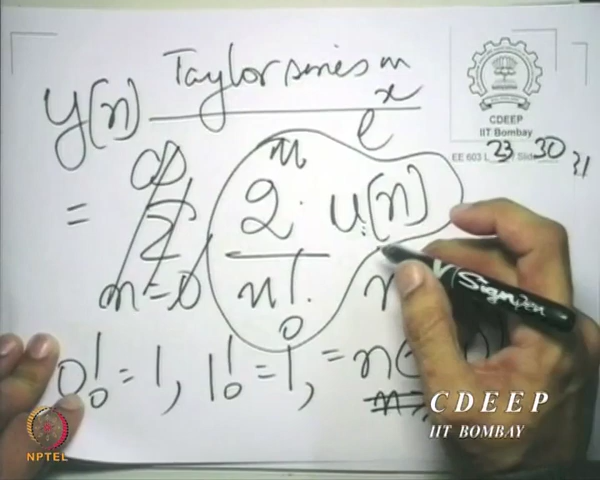 Taylor series in
y[n] e^x
CDEEP
IIT Bombay
EE 603 L Slide
23 30 31
= ∞ Σ n=0 2^n / n! · u[n]
Signpen
0! = 1, 1! = 1, = n(
CDEEP
IIT BOMBAY
NPTEL